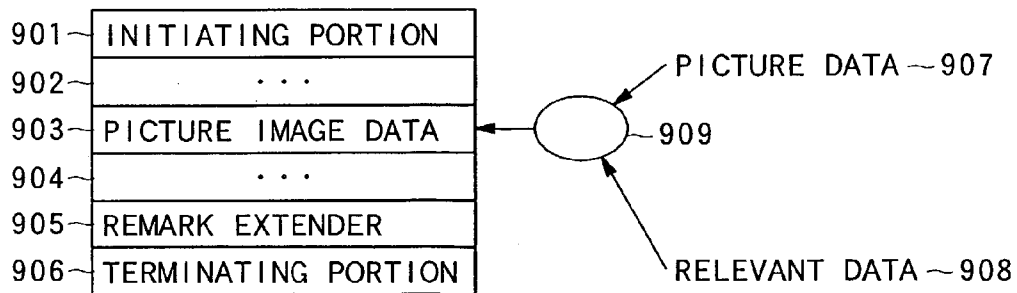 901~ INITIATING PORTION
902~ ...
903~ PICTURE IMAGE DATA
904~ ...
905~ REMARK EXTENDER
906~ TERMINATING PORTION
PICTURE DATA ~907
909
RELEVANT DATA ~908